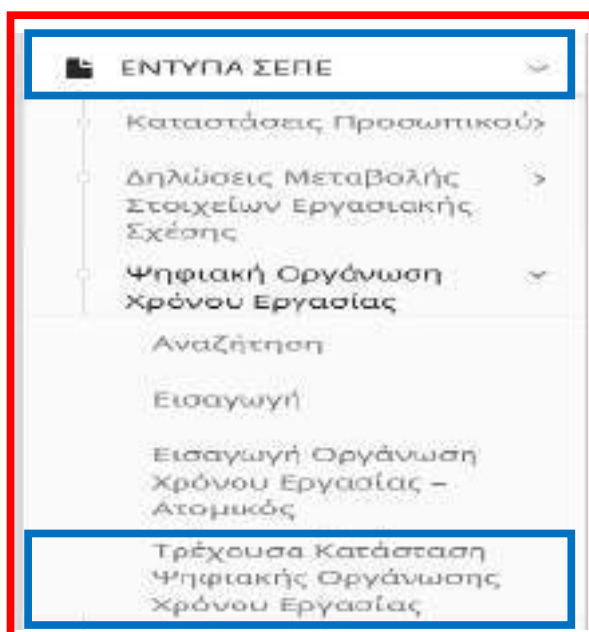 ΕΝΤΥΠΑ ΣΕΠΕ
Καταστάσεις Προσωπικού
Δηλώσεις Μεταβολής
Στοιχείων Εργασιακής
Σχέσης
Ψηφιακή Οργάνωση
Χρόνου Εργασίας
Αναζήτηση
Εισαγωγή
Εισαγωγή Οργάνωση
Χρόνου Εργασίας –
Ατομικός
Τρέχουσα Κατάσταση
Ψηφιακής Οργάνωσης
Χρόνου Εργασίας